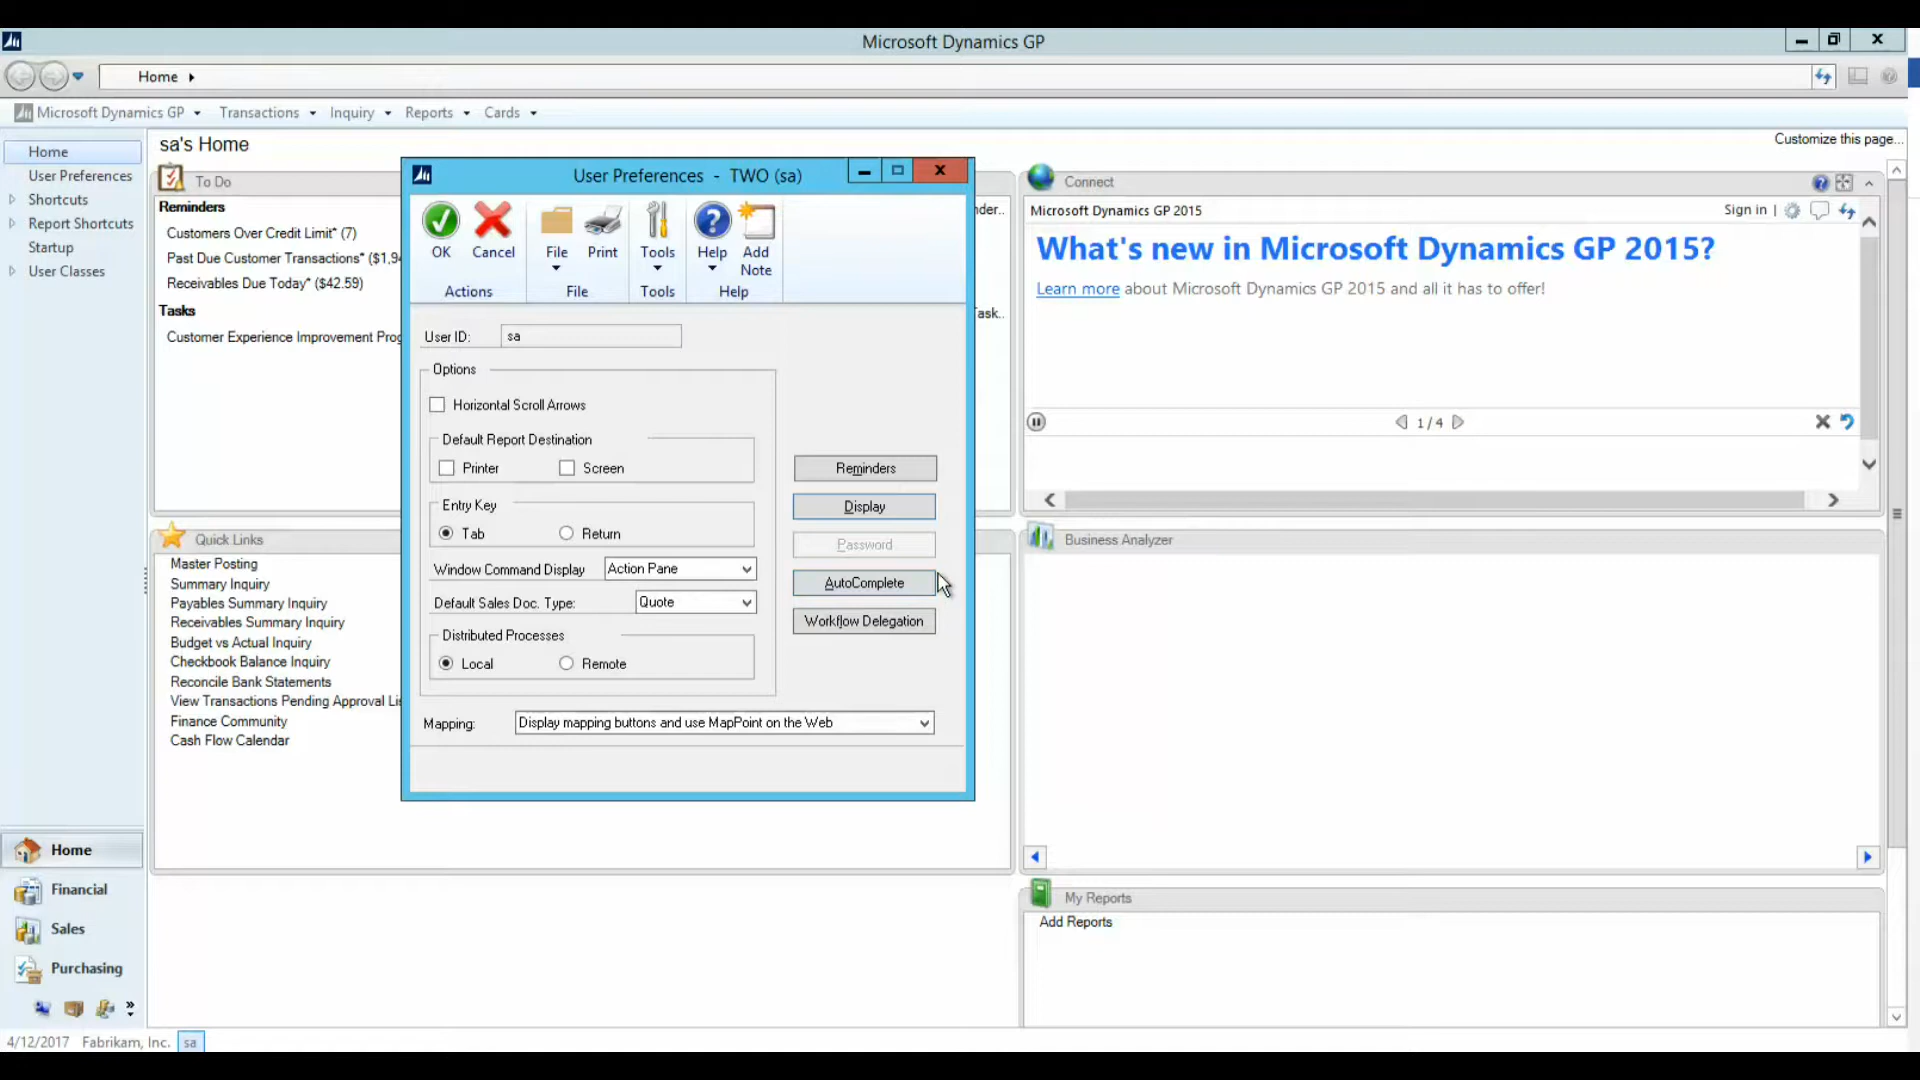 Microsoft Dynamics GP
Home
Microsoft Dynamics GP Transactions Inquiry Reports Cards
Home
User Preferences
Shortcuts
Report Shortcuts
Startup
User Classes
sa's Home
Customize this page...
To Do
Reminders
Customers Over Credit Limit* (7)
Past Due Customer Transactions* ($1,9
Receivables Due Today* ($42.59)
Tasks
Customer Experience Improvement Prog
Quick Links
Master Posting
Summary Inquiry
Payables Summary Inquiry
Receivables Summary Inquiry
Budget vs Actual Inquiry
Checkbook Balance Inquiry
Reconcile Bank Statements
View Transactions Pending Approval Li
Finance Community
Cash Flow Calendar
User Preferences - TWO (sa)
OK Cancel File Print Tools Help Add Note
Actions File Tools Help
User ID: sa
Options
Horizontal Scroll Arrows
Default Report Destination
Printer Screen
Entry Key
Tab Return
Window Command Display Action Pane
Default Sales Doc. Type: Quote
Distributed Processes
Local Remote
Mapping: Display mapping buttons and use MapPoint on the Web
Reminders
Display
Password
AutoComplete
Workflow Delegation
der..
ask..
Connect
Microsoft Dynamics GP 2015
Sign in |
What's new in Microsoft Dynamics GP 2015?
Learn more about Microsoft Dynamics GP 2015 and all it has to offer!
1 / 4
Business Analyzer
My Reports
Add Reports
Home
Financial
Sales
Purchasing
4/12/2017 Fabrikam, Inc. sa